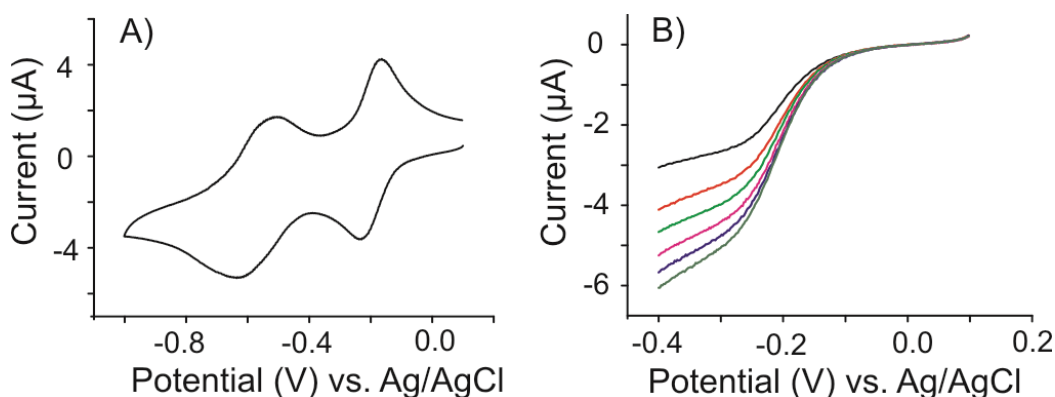 A)
4
0
-4
Current (µA)
-0.8
-0.4
0.0
Potential (V) vs. Ag/AgCl
B)
0
-2
-4
-6
Current (µA)
-0.4
-0.2
0.0
0.2
Potential (V) vs. Ag/AgCl